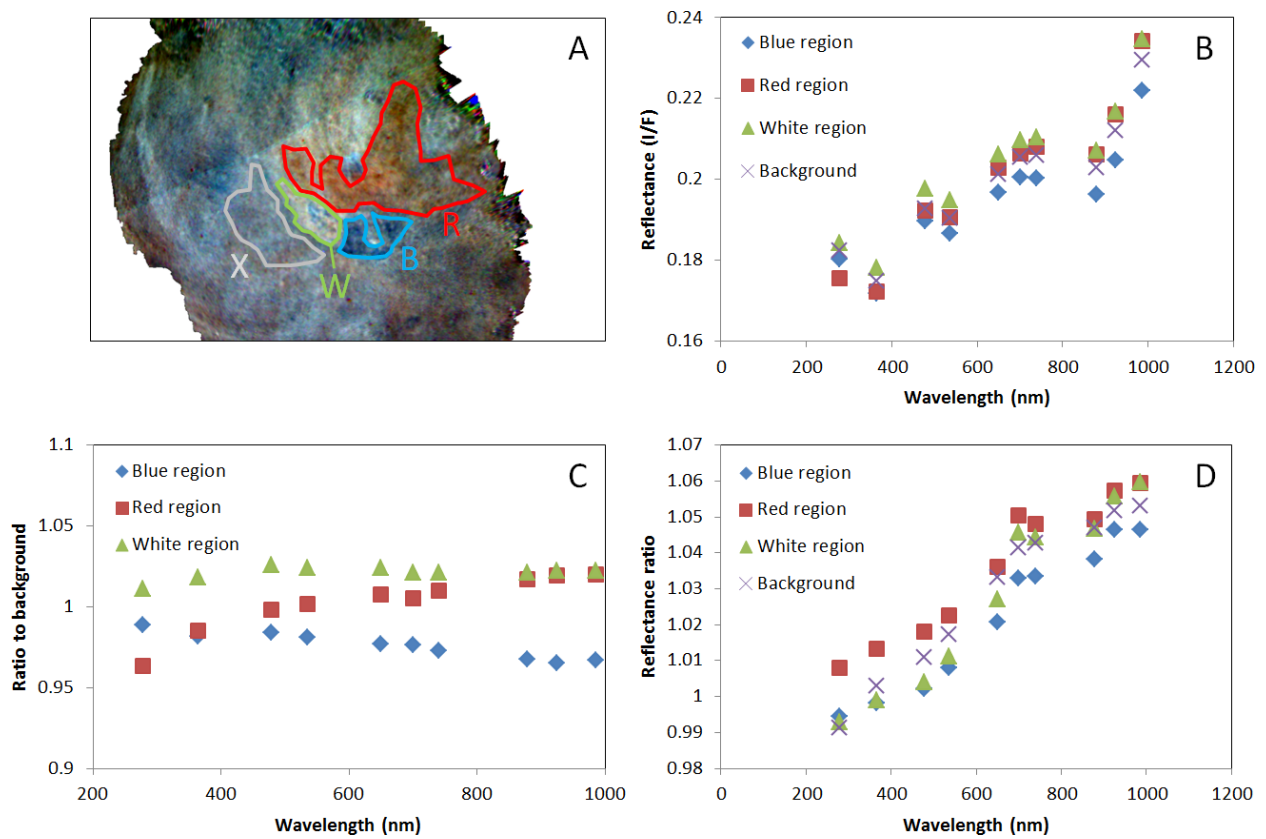 A
X
W
B
R
B
0.24
0.22
0.2
0.18
0.16
Reflectance (I/F)
Blue region
Red region
White region
Background
0
200
400
600
800
1000
1200
Wavelength (nm)
C
1.1
1.05
1
0.95
0.9
Ratio to background
Blue region
Red region
White region
200
400
600
800
1000
Wavelength (nm)
D
1.07
1.06
1.05
1.04
1.03
1.02
1.01
1
0.99
0.98
Reflectance ratio
Blue region
Red region
White region
Background
0
200
400
600
800
1000
1200
Wavelength (nm)